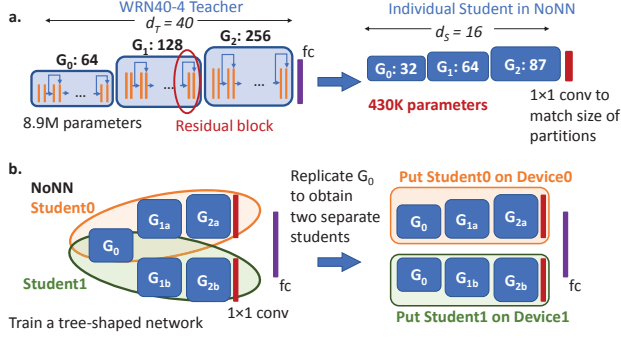 a.
WRN40-4 Teacher
d_T = 40
G₀: 64
G₁: 128
G₂: 256
fc
8.9M parameters
Residual block
Individual Student in NoNN
d_S = 16
G₀: 32
G₁: 64
G₂: 87
430K parameters
1×1 conv to
match size of
partitions
b.
NoNN
Student0
G₀
G₁ₐ
G₂ₐ
Student1
G₁b
G₂b
fc
1×1 conv
Train a tree-shaped network
Replicate G₀
to obtain
two separate
students
Put Student0 on Device0
G₀
G₁ₐ
G₂ₐ
G₀
G₁b
G₂b
fc
Put Student1 on Device1